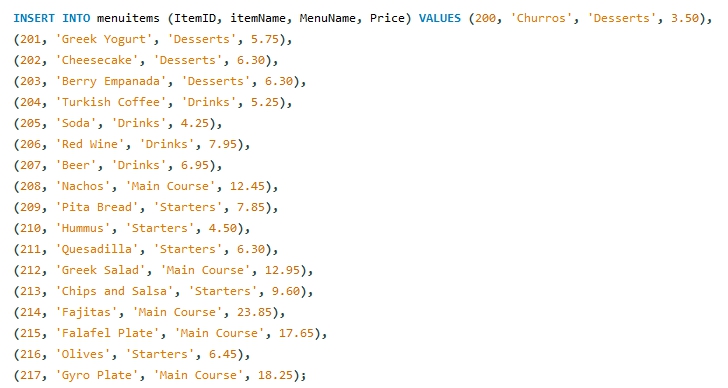 INSERT INTO menuitems (ItemID, itemName, MenuName, Price) VALUES (200, 'Churros', 'Desserts', 3.50),
(201, 'Greek Yogurt', 'Desserts', 5.75),
(202, 'Cheesecake', 'Desserts', 6.30),
(203, 'Berry Empanada', 'Desserts', 6.30),
(204, 'Turkish Coffee', 'Drinks', 5.25),
(205, 'Soda', 'Drinks', 4.25),
(206, 'Red Wine', 'Drinks', 7.95),
(207, 'Beer', 'Drinks', 6.95),
(208, 'Nachos', 'Main Course', 12.45),
(209, 'Pita Bread', 'Starters', 7.85),
(210, 'Hummus', 'Starters', 4.50),
(211, 'Quesadilla', 'Starters', 6.30),
(212, 'Greek Salad', 'Main Course', 12.95),
(213, 'Chips and Salsa', 'Starters', 9.60),
(214, 'Fajitas', 'Main Course', 23.85),
(215, 'Falafel Plate', 'Main Course', 17.65),
(216, 'Olives', 'Starters', 6.45),
(217, 'Gyro Plate', 'Main Course', 18.25);